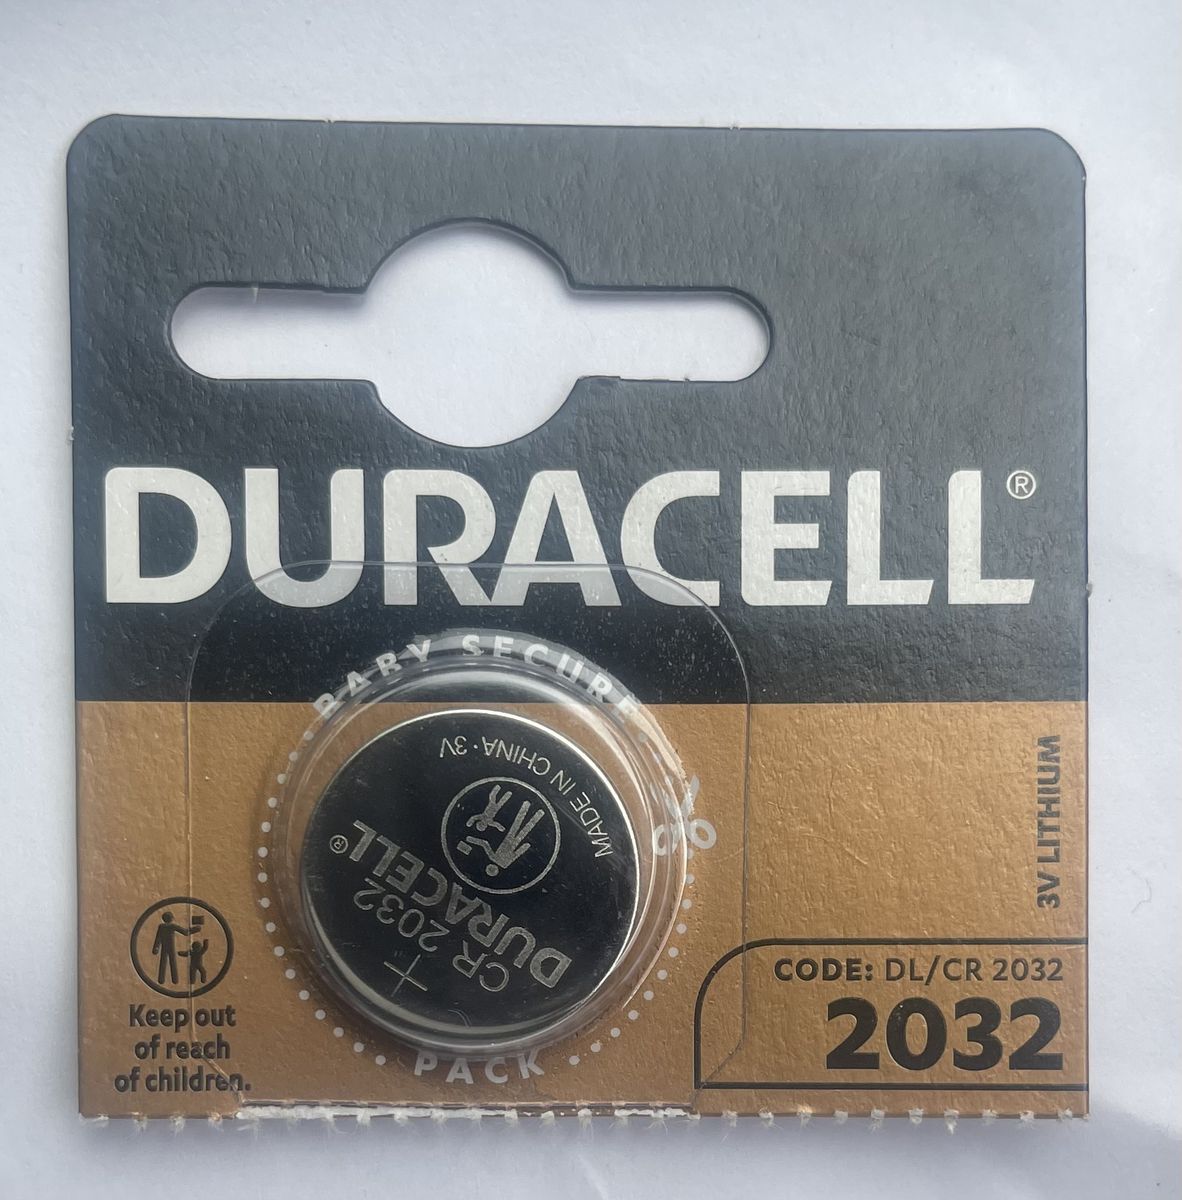 DURACELL®
BABY SECURE
MADE IN CHINA·3V
DURACELL®
CR 2032
+
PACK
3V LITHIUM
Keep out
of reach
of children.
CODE: DL/CR 2032
2032